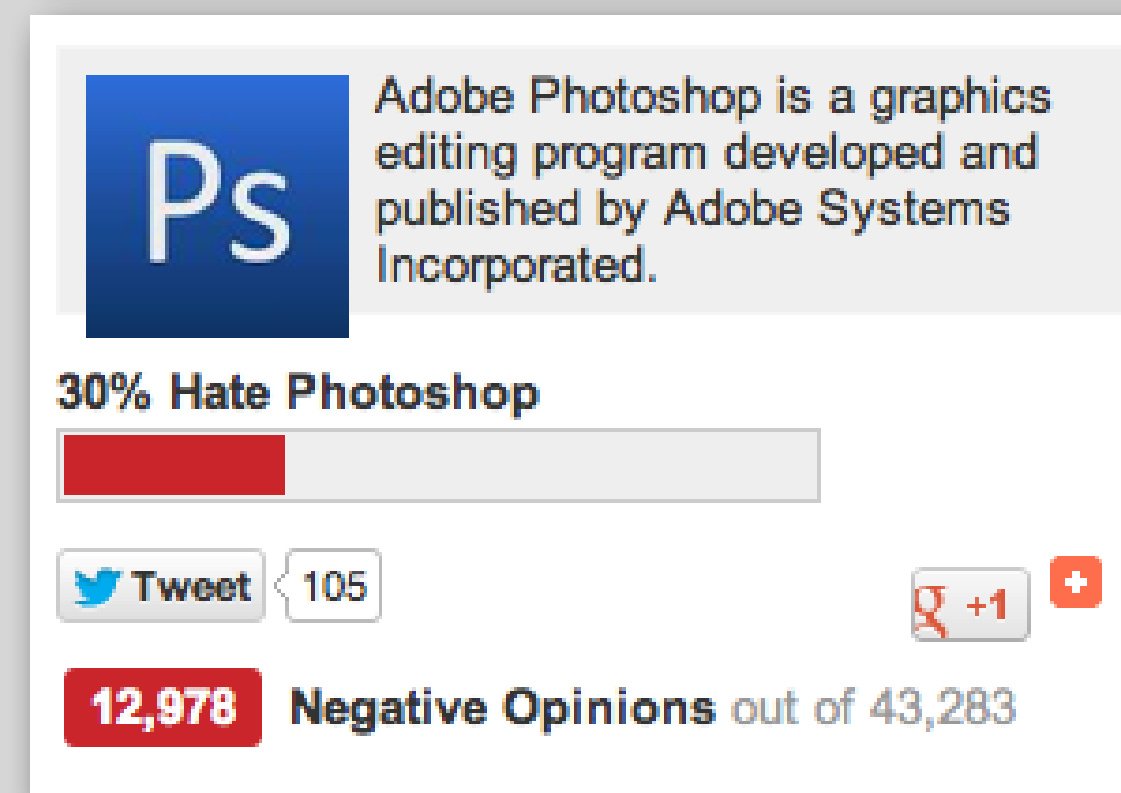 Ps
Adobe Photoshop is a graphics
editing program developed and
published by Adobe Systems
Incorporated.
30% Hate Photoshop
Tweet 105
g +1
12,978 Negative Opinions out of 43,283